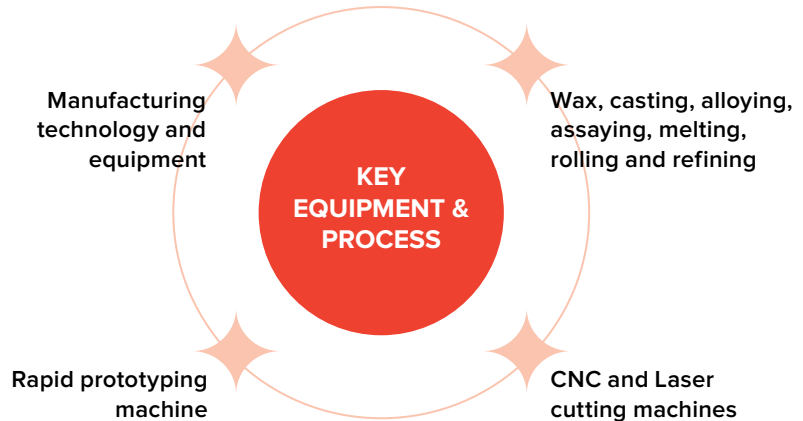 Manufacturing
technology and
equipment
Wax, casting, alloying,
assaying, melting,
rolling and refining
KEY
EQUIPMENT &
PROCESS
Rapid prototyping
machine
CNC and Laser
cutting machines